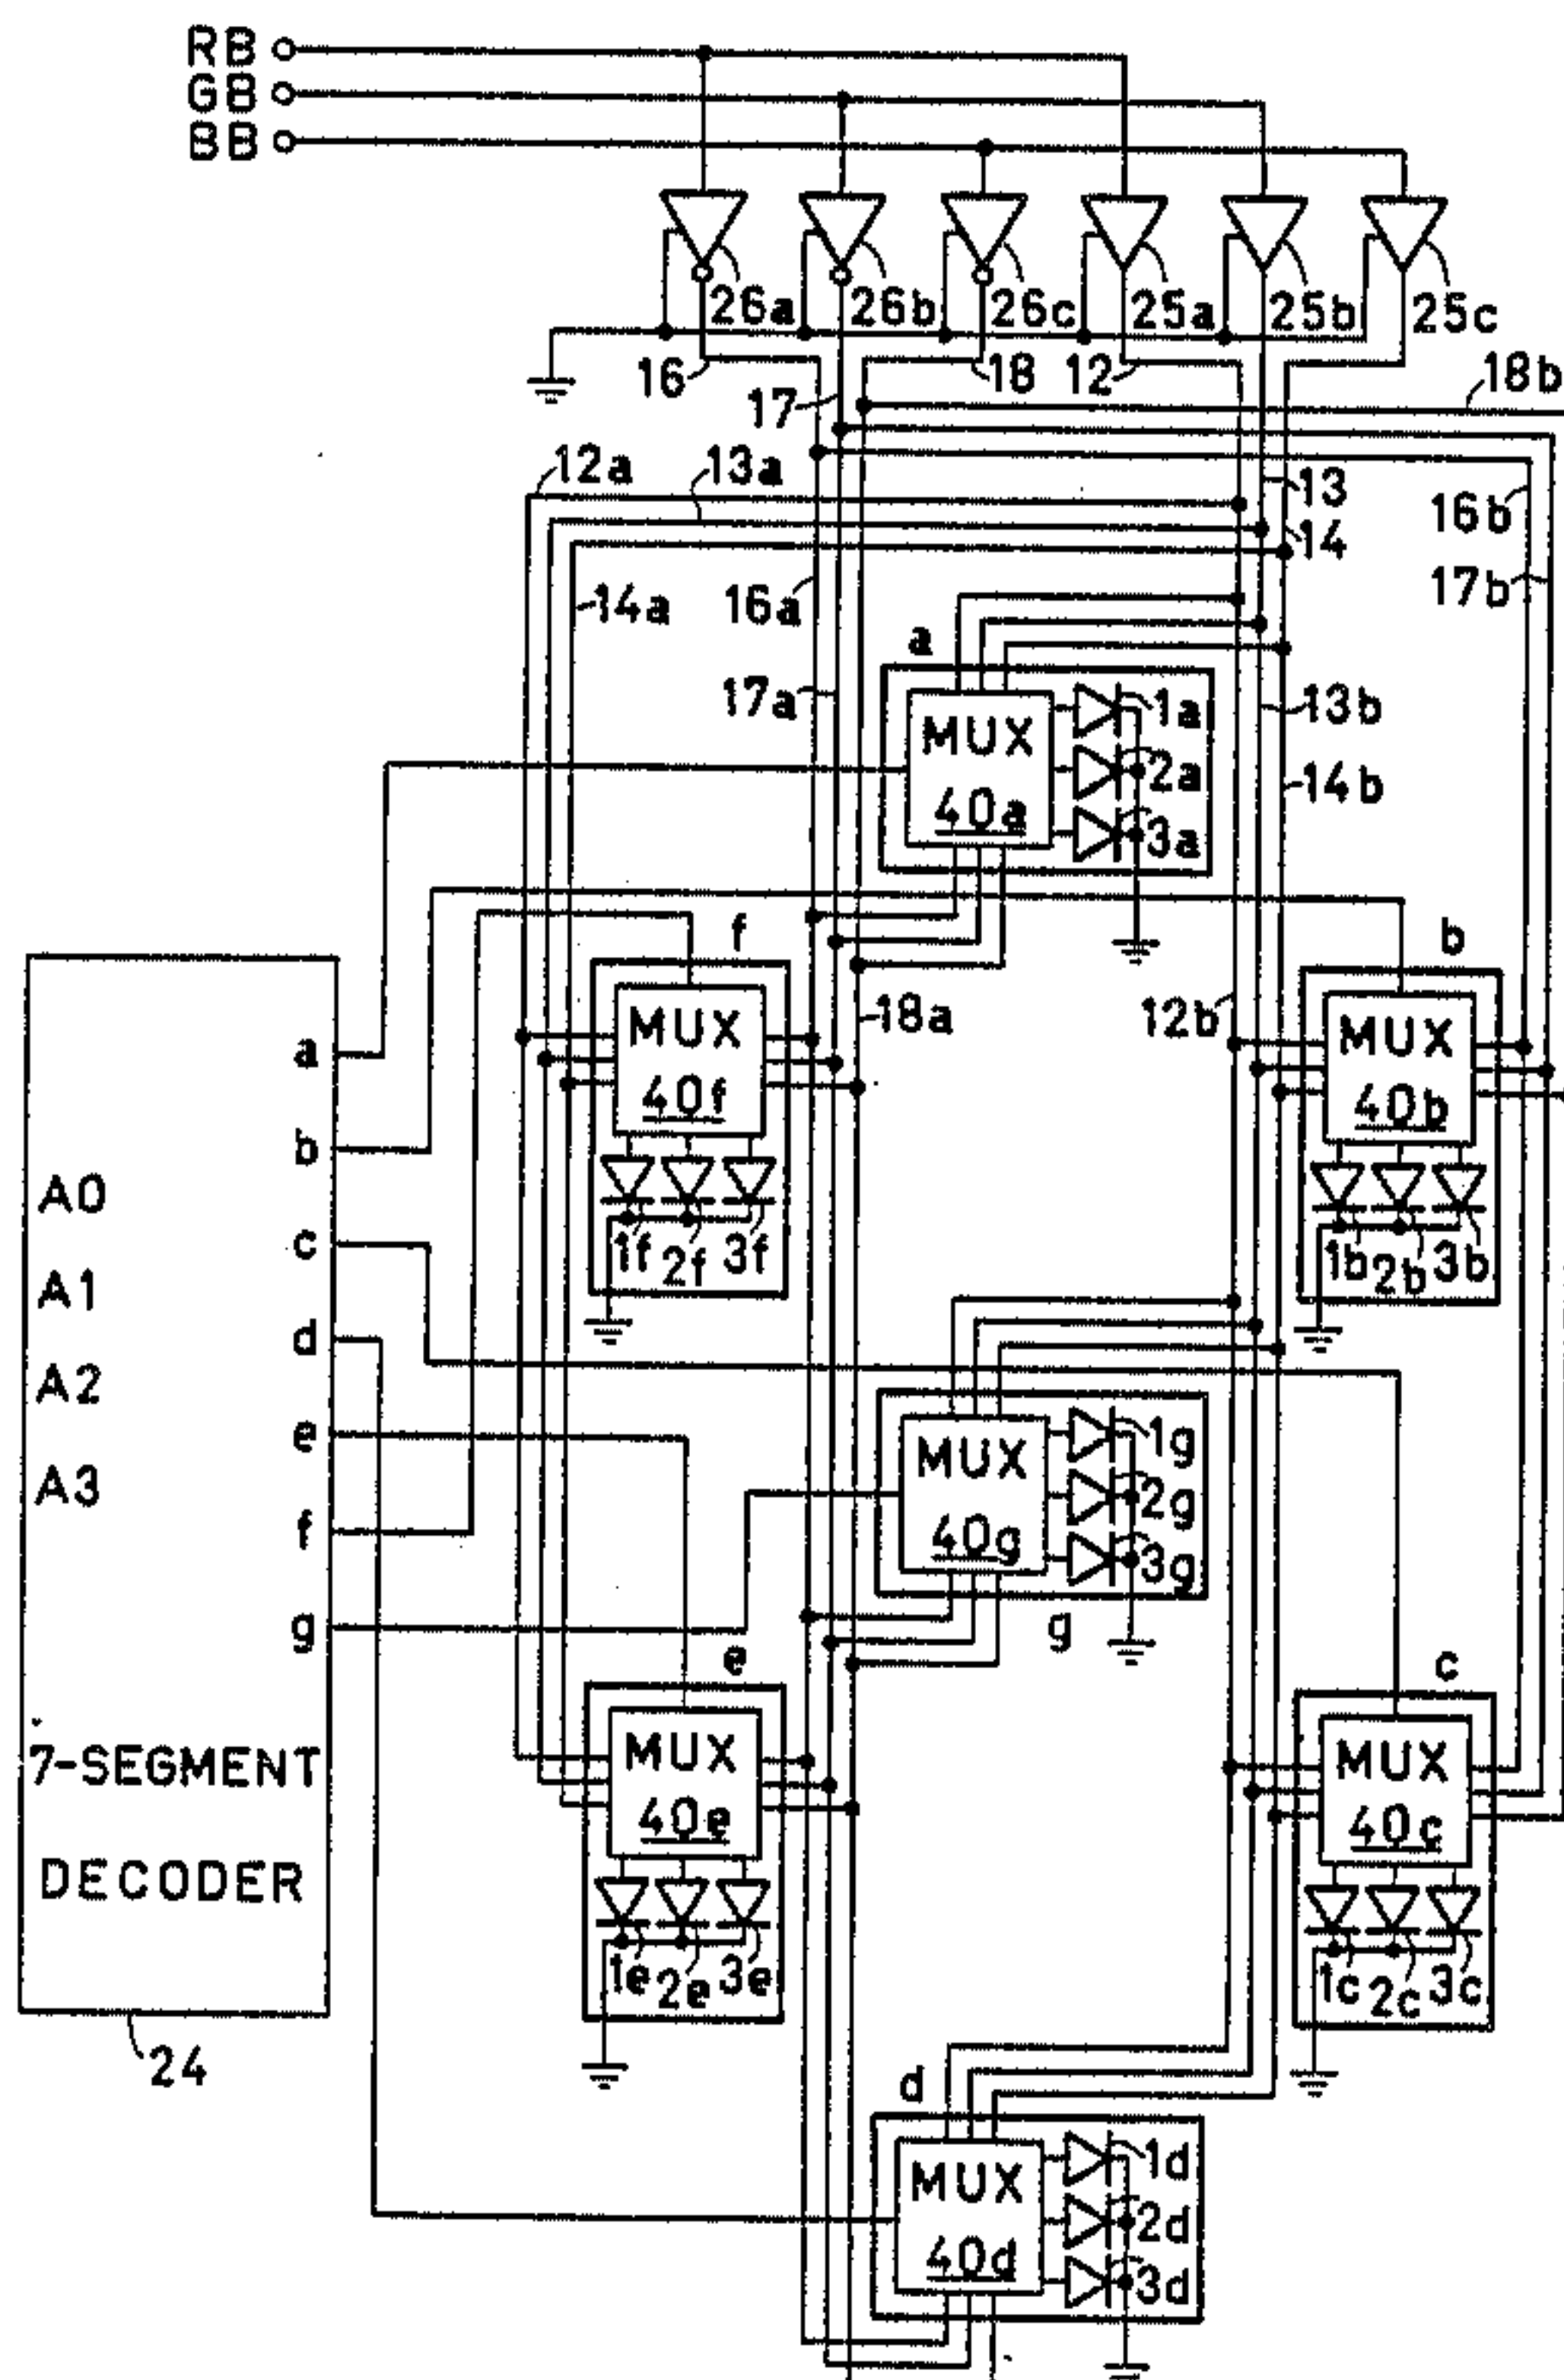 RB
GB
BB
26a 26b 26c 25a 25b 25c
16 17 18 12 18b
12a 13a 13 16b
14 17b
14a 16a
a
17a 1a 13b
MUX 2a 14b
40a 3a
f b
18a 12b
MUX MUX
40f 40b
1f 2f 3f 1b 2b 3b
a
b
A0
c
A1
d
A2
e
A3
f
g
7-SEGMENT
DECODER
24
MUX 1g
2g
40g 3g
g
e c
MUX MUX
40e 40c
1e 2e 3e 1c 2c 3c
d
MUX 1d
2d
40d 3d